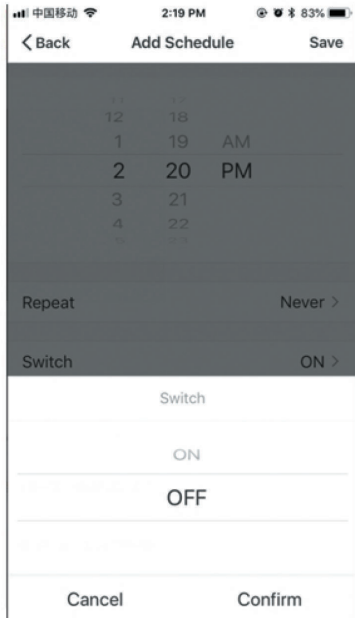 中国移动 2:19 PM 83%
Back Add Schedule Save
12 18
1 19 AM
2 20 PM
3 21
4 22
Repeat Never
Switch ON
Switch
ON
OFF
Cancel Confirm